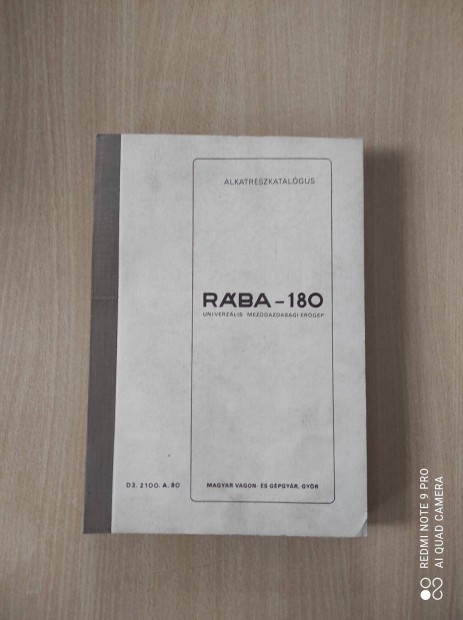 ALKATRÉSZKATALÓGUS
RÁBA-180
UNIVERZÁLIS MEZŐGAZDASÁGI ERŐGÉP
D3. 2100. A. 80
MAGYAR VAGON- ÉS GÉPGYÁR, GYŐR
REDMI NOTE 9 PRO
AI QUAD CAMERA